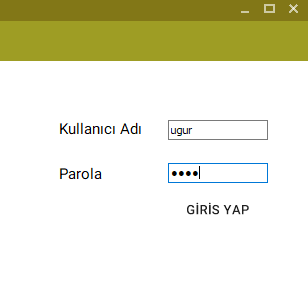 Kullanıcı Adı ugur
Parola ••••
GİRİS YAP